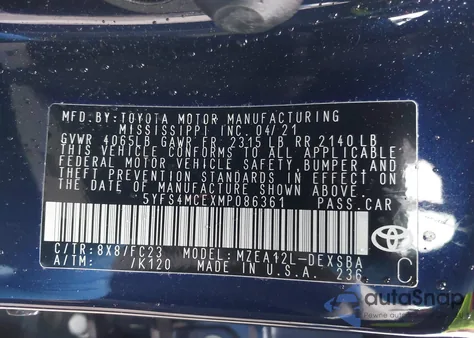 MFD.BY:TOYOTA MOTOR MANUFACTURING
MISSISSIPPI INC. 04/21
GVWR 4065LB GAWR FR 2315 LB RR 2140 LB
THIS VEHICLE CONFORMS TO ALL APPLICABLE
FEDERAL MOTOR VEHICLE SAFETY, BUMPER, AND
THEFT PREVENTION STANDARDS IN EFFECT ON
THE DATE OF MANUFACTURE SHOWN ABOVE.
5YFS4MCEXMP086361 PASS.CAR
C/TR:8X8/FC23 MODEL:MZEA12L-DEXSBA
A/TM: /K120 MADE IN U.S.A. 236
C
autoSnap
Pewne auto